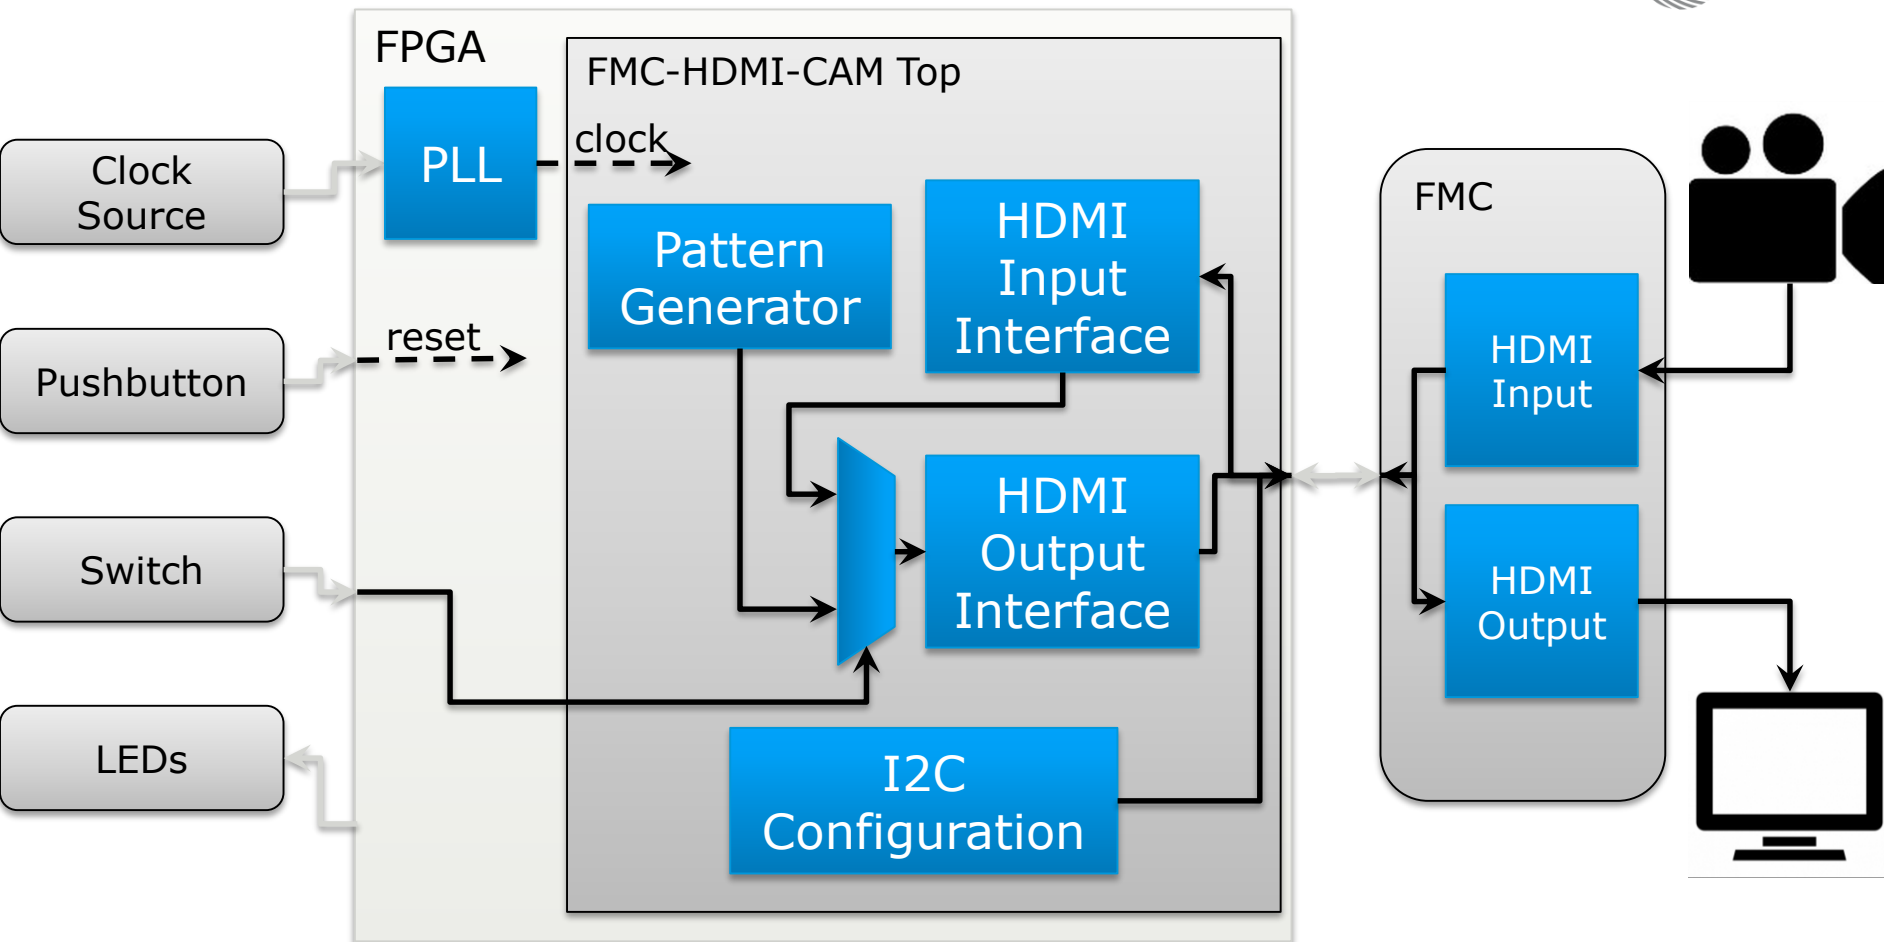 FPGA
FMC-HDMI-CAM Top
PLL
clock
Clock
Source
Pattern
Generator
HDMI
Input
Interface
FMC
reset
Pushbutton
HDMI
Input
Switch
HDMI
Output
Interface
HDMI
Output
LEDs
I2C
Configuration